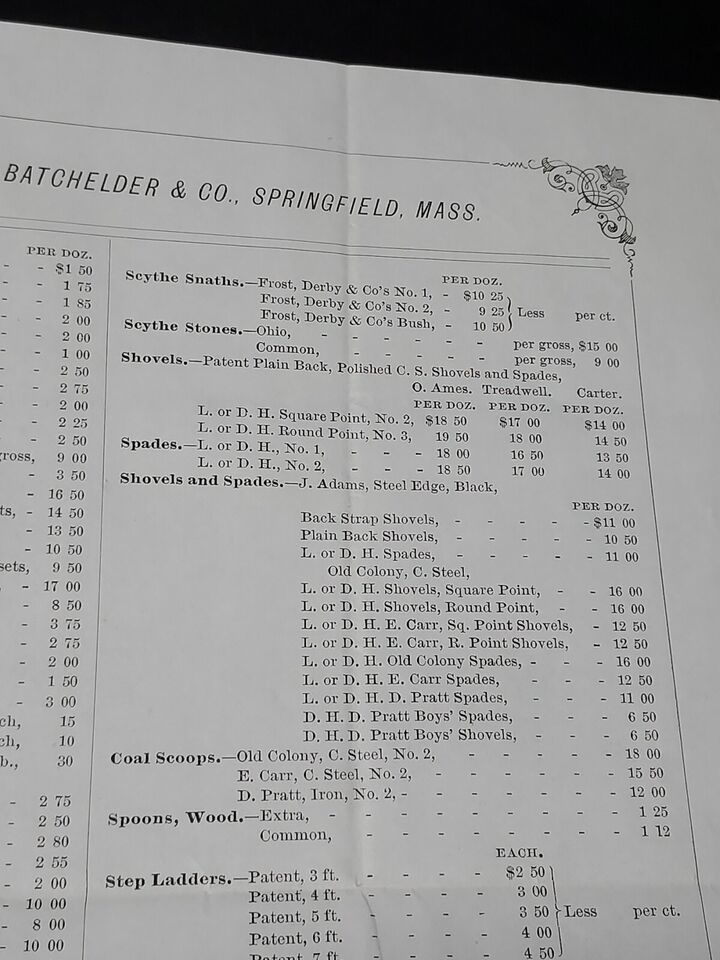 BATCHELDER & CO., SPRINGFIELD, MASS.
PER DOZ.
- - $1 50
- - 1 75
- - 1 85
- - 2 00
- - 2 00
- - 1 00
- - 2 50
- - 2 75
- - 2 00
- - 2 25
- - 2 50
gross, 9 00
- 3 50
- 16 50
ts, - 14 50
- 13 50
- 10 50
sets, 9 50
- 17 00
- 8 50
- 3 75
- 2 75
- 2 00
- 1 50
- 3 00
ch, 15
ch, 10
b., 30
- 2 75
- 2 50
- 2 80
- 2 55
- 2 00
- 10 00
- 8 00
- 10 00
PER DOZ.
Scythe Snaths.—Frost, Derby & Co's No. 1, - $10 25
Frost, Derby & Co's No. 2, - 9 25 Less per ct.
Frost, Derby & Co's Bush, - 10 50
Scythe Stones.—Ohio, - - - - - per gross, $15 00
Common, - - - - - per gross, 9 00
Shovels.—Patent Plain Back, Polished C. S. Shovels and Spades,
O. Ames. Treadwell. Carter.
PER DOZ. PER DOZ. PER DOZ.
L. or D. H. Square Point, No. 2, $18 50 $17 00 $14 00
L. or D. H. Round Point, No. 3, 19 50 18 00 14 50
Spades.—L. or D. H., No. 1, - - - 18 00 16 50 13 50
L. or D. H., No. 2, - - - 18 50 17 00 14 00
Shovels and Spades.—J. Adams, Steel Edge, Black,
PER DOZ.
Back Strap Shovels, - - - - - $11 00
Plain Back Shovels, - - - - - 10 50
L. or D. H. Spades, - - - - - 11 00
Old Colony, C. Steel,
L. or D. H. Shovels, Square Point, - - 16 00
L. or D. H. Shovels, Round Point, - - 16 00
L. or D. H. E. Carr, Sq. Point Shovels, - 12 50
L. or D. H. E. Carr, R. Point Shovels, - 12 50
L. or D. H. Old Colony Spades, - - - 16 00
L. or D. H. E. Carr Spades, - - - 12 50
L. or D. H. D. Pratt Spades, - - - 11 00
D. H. D. Pratt Boys' Spades, - - - 6 50
D. H. D. Pratt Boys' Shovels, - - - 6 50
Coal Scoops.—Old Colony, C. Steel, No. 2, - - - - - 18 00
E. Carr, C. Steel, No. 2, - - - - - - 15 50
D. Pratt, Iron, No. 2, - - - - - - 12 00
Spoons, Wood.—Extra, - - - - - - - - - 1 25
Common, - - - - - - - - 1 12
EACH.
Step Ladders.—Patent, 3 ft. - - - - $2 50
Patent, 4 ft. - - - - 3 00
Patent, 5 ft. - - - - 3 50 Less per ct.
Patent, 6 ft. - - - - 4 00
Patent, 7 ft. - - - - 4 50